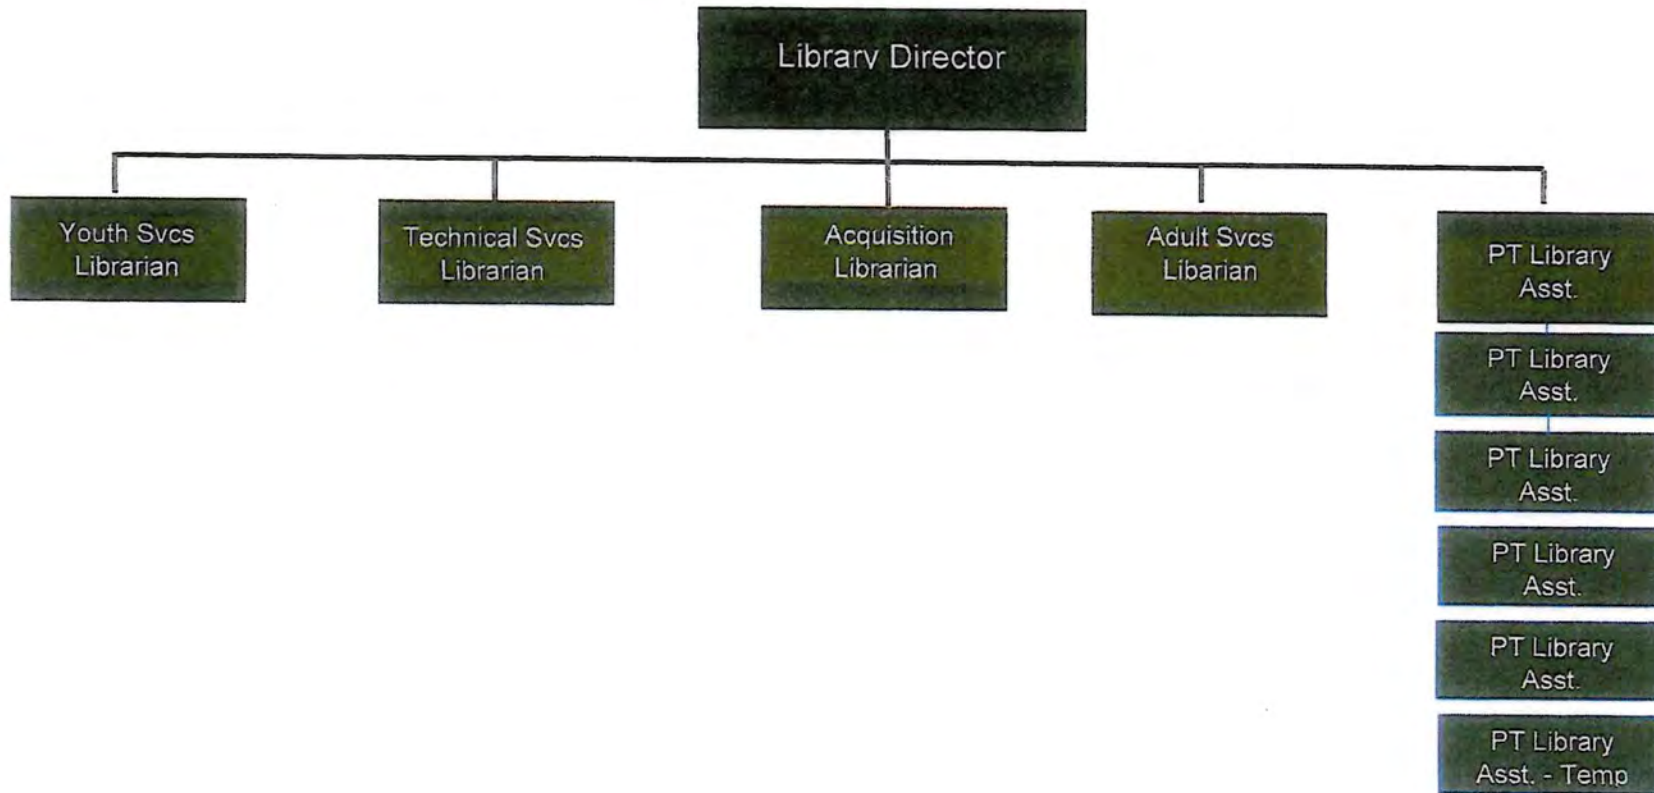 Library Director
Youth Svcs
Librarian
Technical Svcs
Librarian
Acquisition
Librarian
Adult Svcs
Libarian
PT Library
Asst.
PT Library
Asst.
PT Library
Asst.
PT Library
Asst.
PT Library
Asst.
PT Library
Asst. - Temp